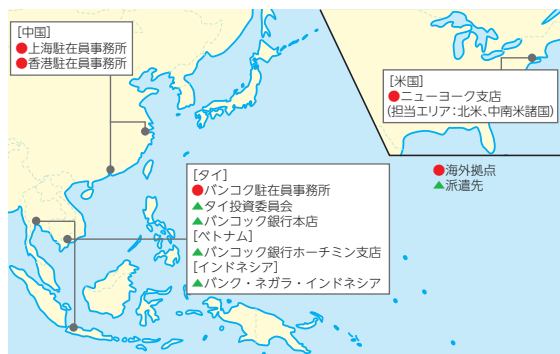 [中国]
●上海駐在員事務所
●香港駐在員事務所
[米国]
●ニューヨーク支店
(担当エリア：北米、中南米諸国)
●海外拠点
▲派遣先
[タイ]
●バンコク駐在員事務所
▲タイ投資委員会
▲バンコック銀行本店
[ベトナム]
▲バンコック銀行ホーチミン支店
[インドネシア]
▲バンク・ネガラ・インドネシア